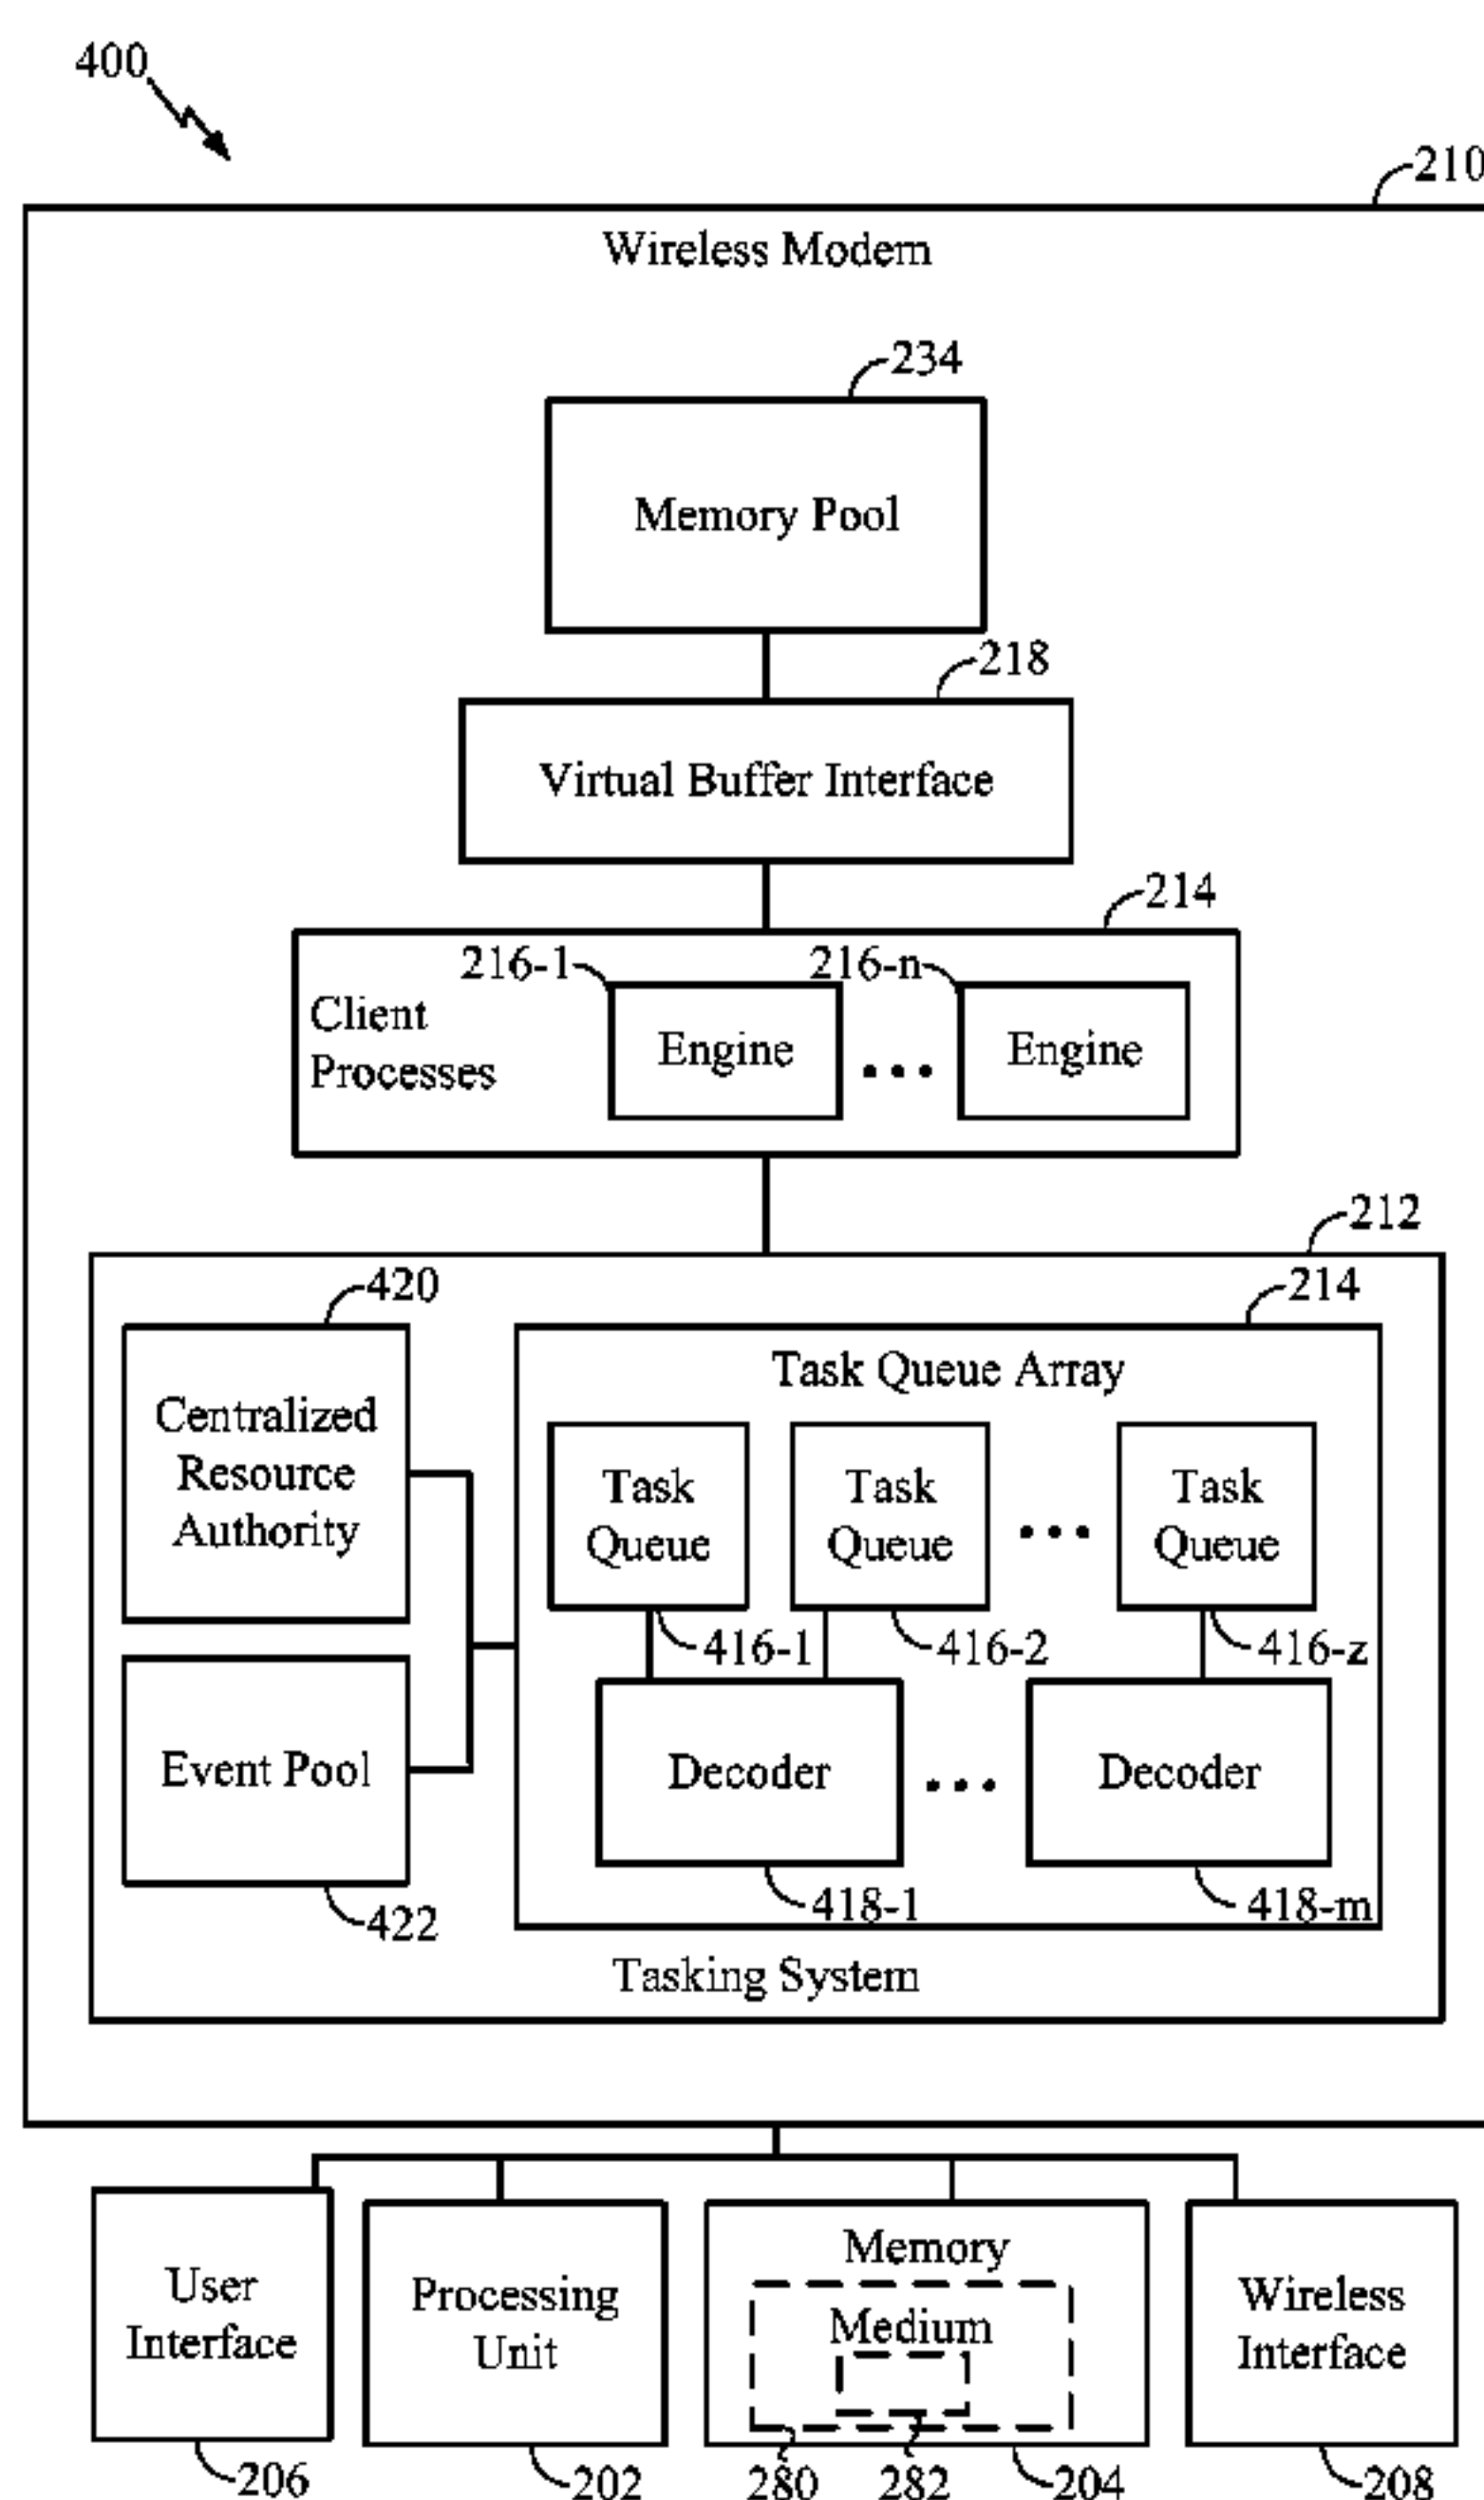 400
210
Wireless Modem
234
Memory Pool
218
Virtual Buffer Interface
214
216-1
216-n
Client
Processes
Engine
...
Engine
212
420
214
Centralized
Resource
Authority
Task Queue Array
Task
Queue
Task
Queue
...
Task
Queue
416-1
416-2
416-z
Event Pool
Decoder
...
Decoder
418-1
418-m
422
Tasking System
User
Interface
Processing
Unit
Memory
Medium
Wireless
Interface
206
202
280
282
204
208